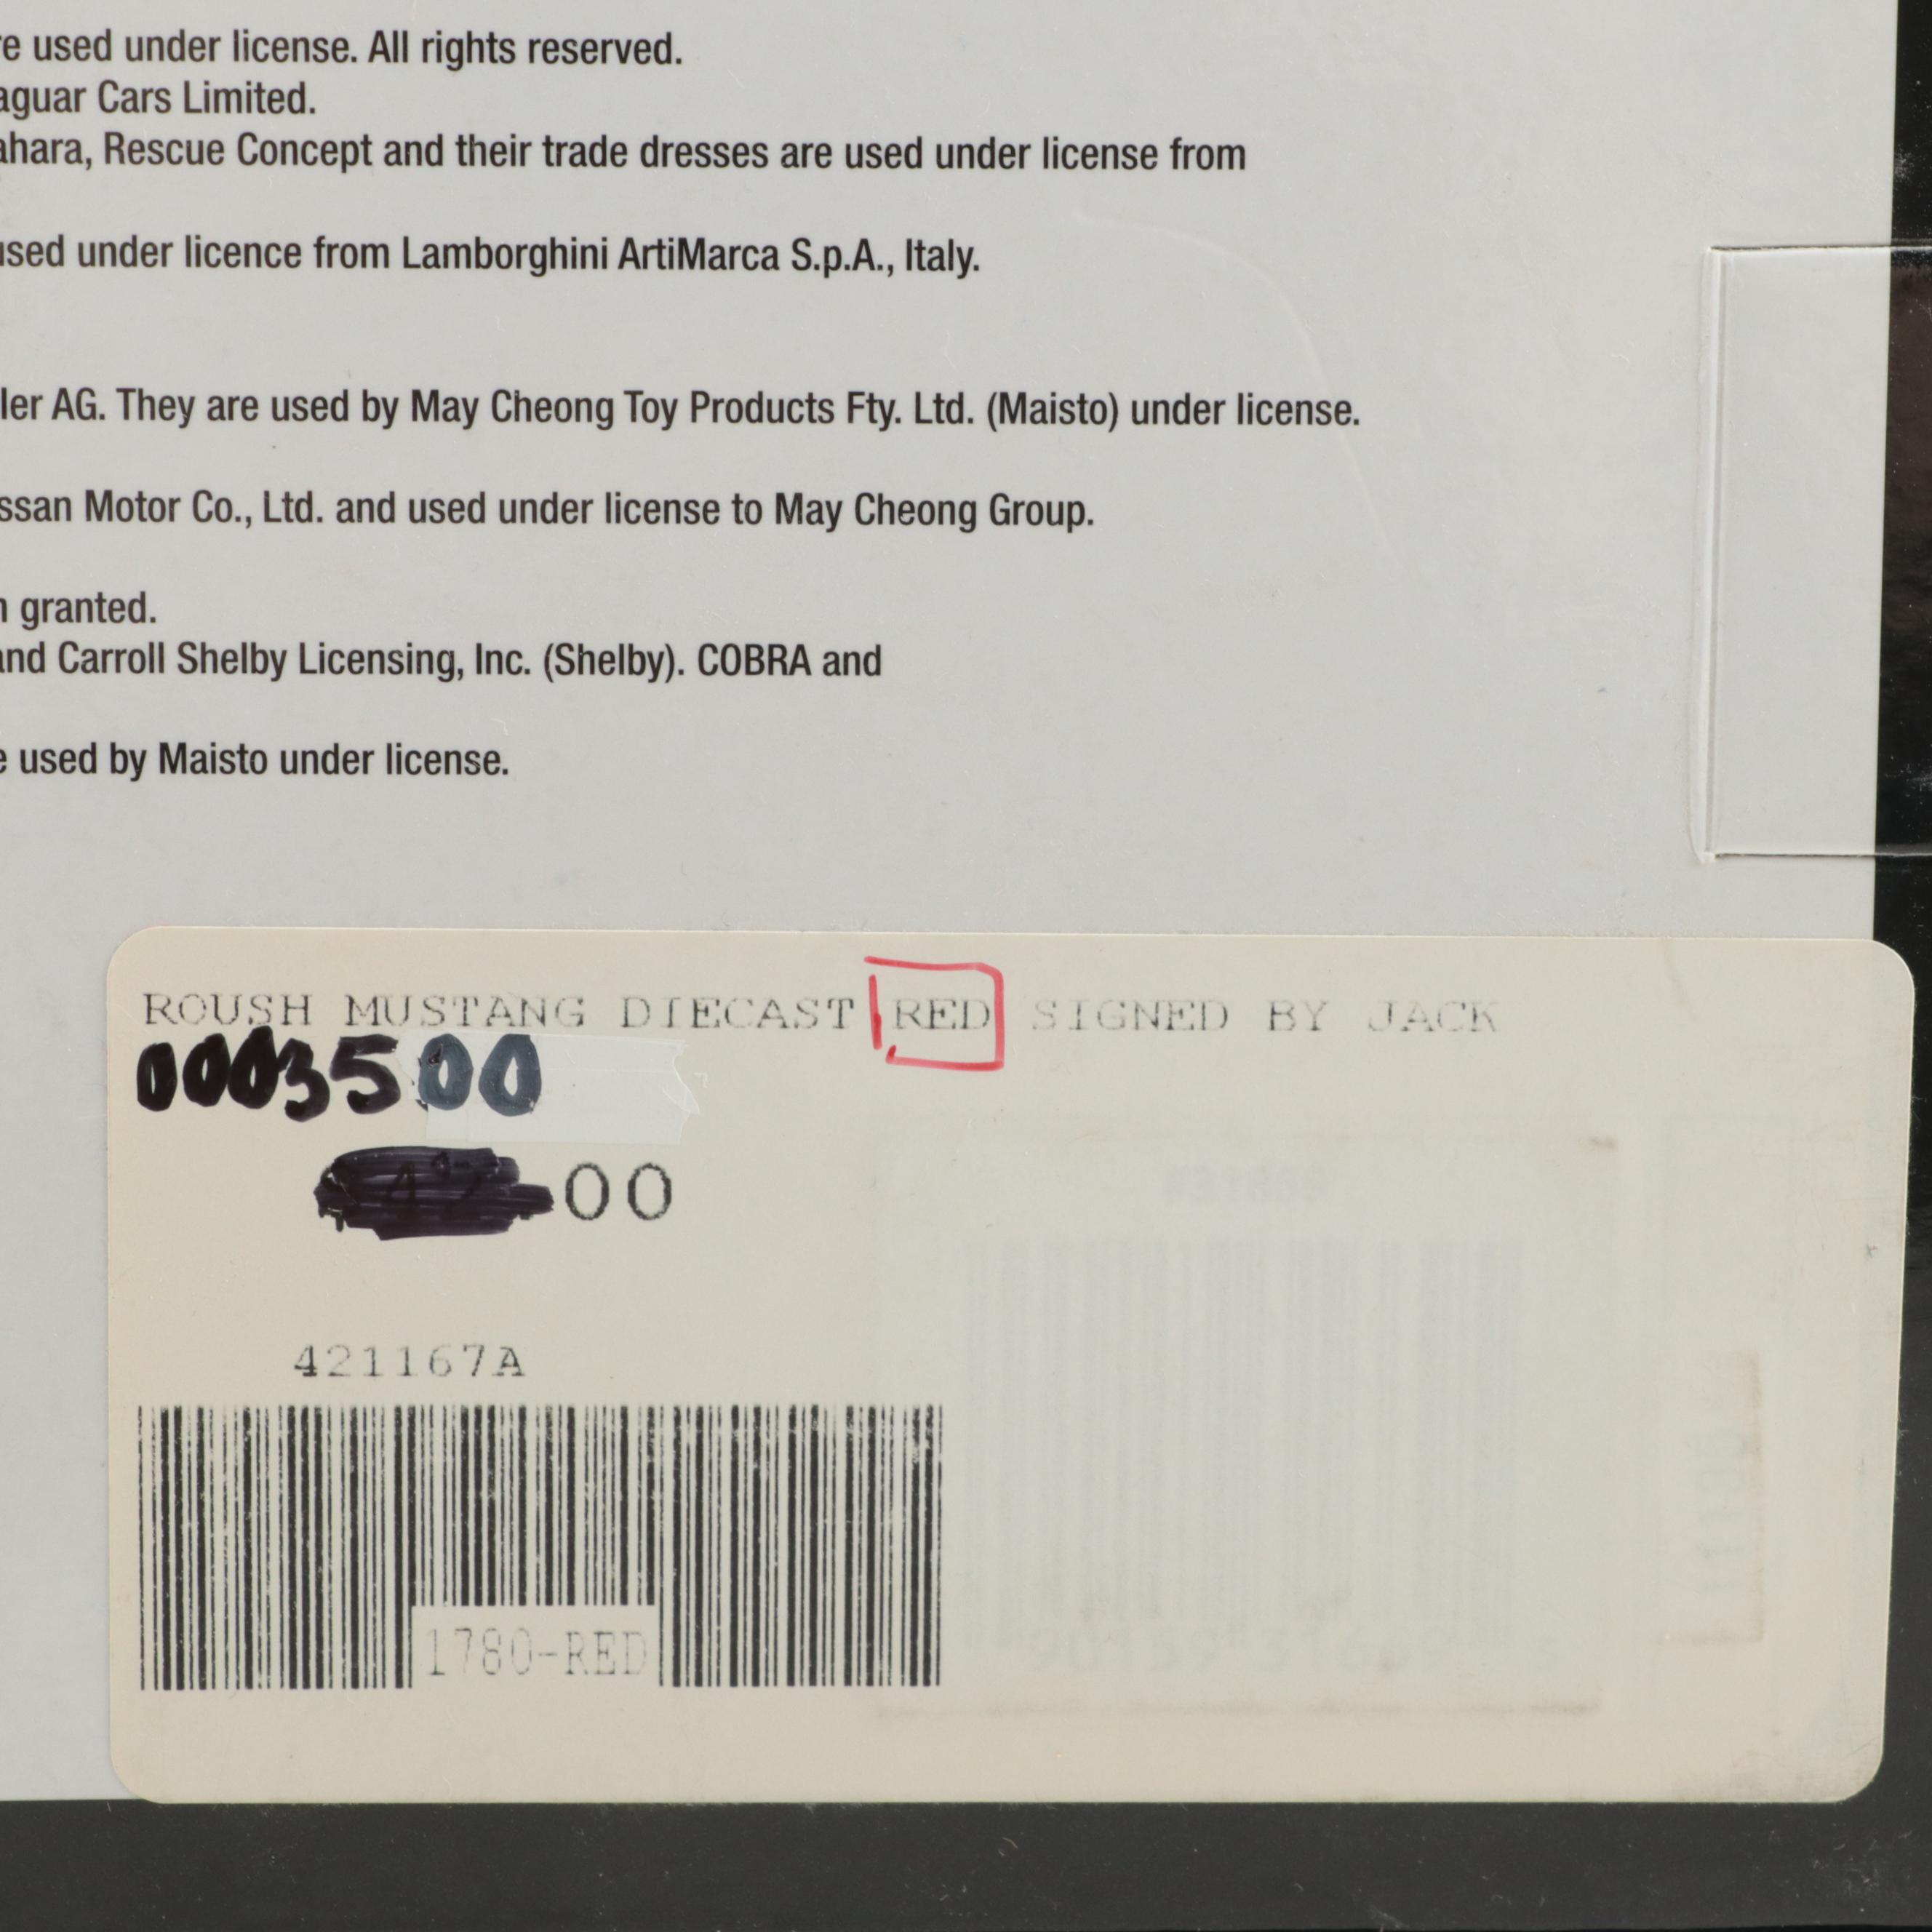 used under license. All rights reserved.
aguar Cars Limited.
ahara, Rescue Concept and their trade dresses are used under license from
used under licence from Lamborghini ArtiMarca S.p.A., Italy.
ler AG. They are used by May Cheong Toy Products Fty. Ltd. (Maisto) under license.
ssan Motor Co., Ltd. and used under license to May Cheong Group.
granted.
and Carroll Shelby Licensing, Inc. (Shelby). COBRA and
used by Maisto under license.
ROUSH MUSTANG DIECAST RED SIGNED BY JACK
0003500
00
421167A
1780-RED